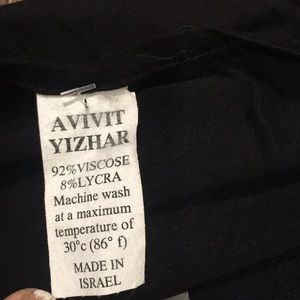 AVIVIT
YIZHAR
92%VISCOSE
8%LYCRA
Machine wash
at a maximum
temperature of
30°c (86° f)
MADE IN
ISRAEL